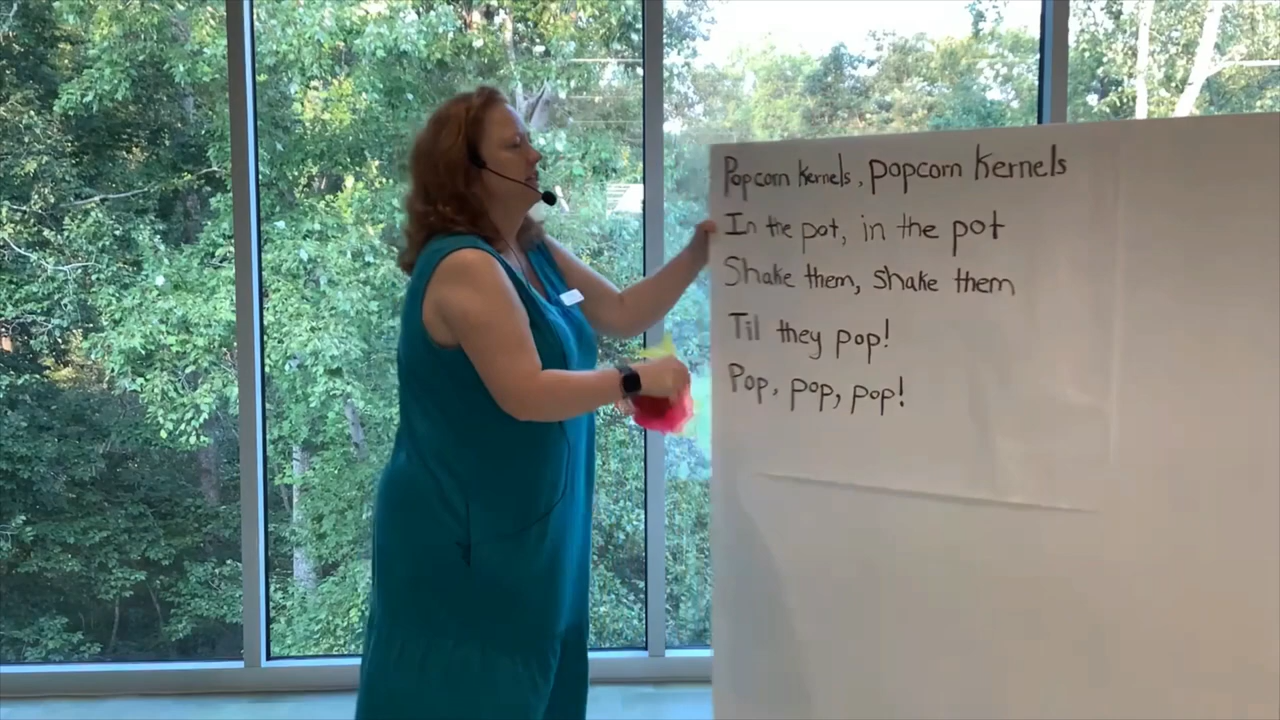 Popcorn Kernels, popcorn Kernels
In the pot, in the pot
Shake them, shake them
Til they pop!
Pop, pop, pop!